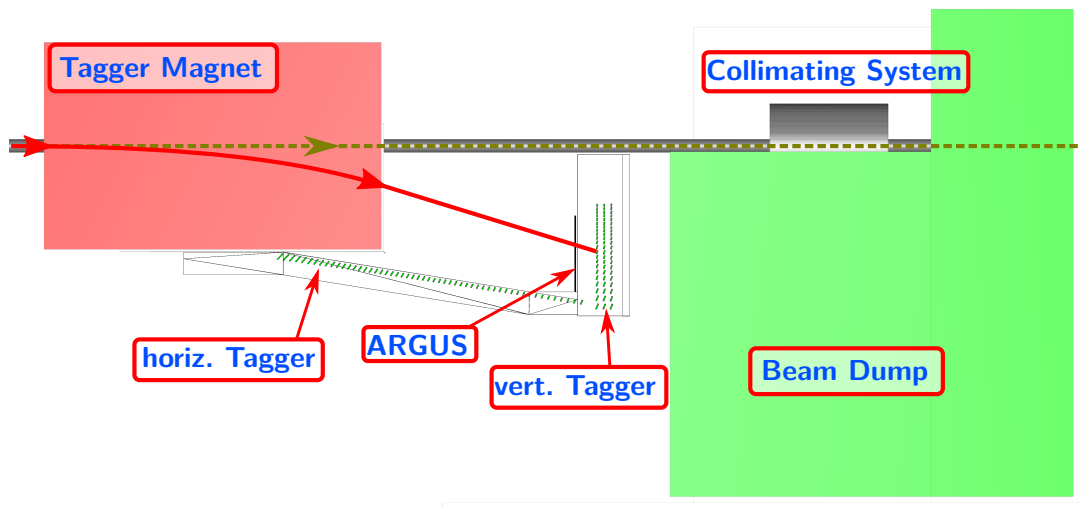 Tagger Magnet
Collimating System
horiz. Tagger
ARGUS
vert. Tagger
Beam Dump